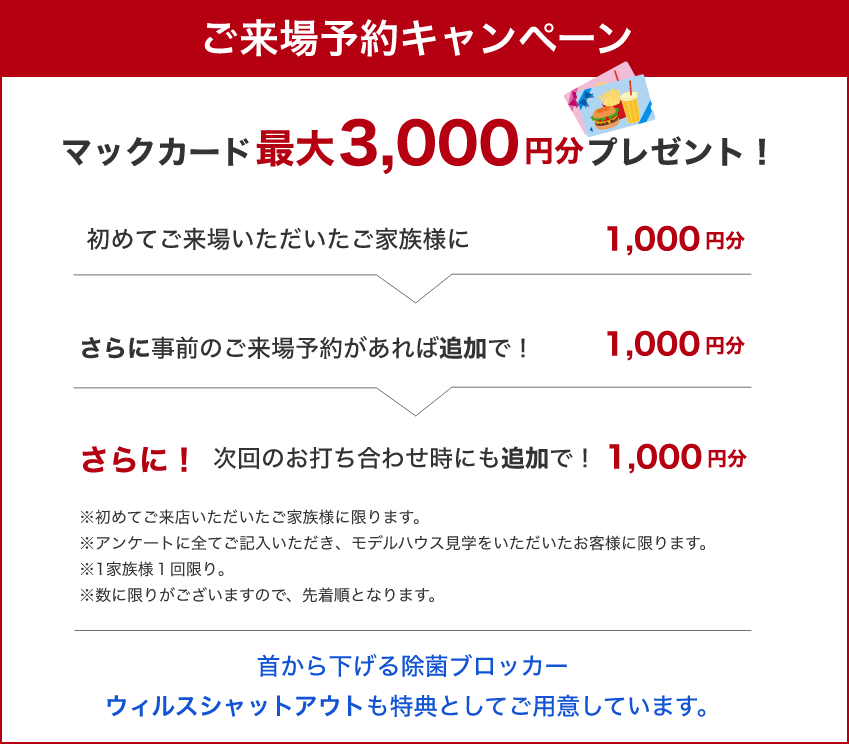 ご来場予約キャンペーン
マックカード最大3,000円分プレゼント！
初めてご来場いただいたご家族様に 1,000円分
さらに事前のご来場予約があれば追加で！ 1,000円分
さらに！ 次回のお打ち合わせ時にも追加で！ 1,000円分
※初めてご来店いただいたご家族様に限ります。
※アンケートに全てご記入いただき、モデルハウス見学をいただいたお客様に限ります。
※1家族様１回限り。
※数に限りがございますので、先着順となります。
首から下げる除菌ブロッカー
ウィルスシャットアウトも特典としてご用意しています。